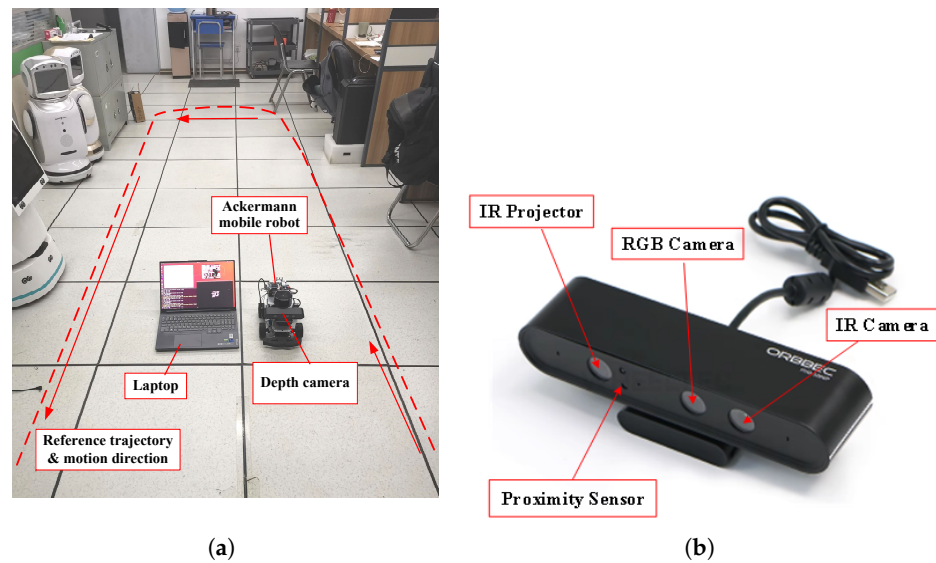 Ackermann
mobile robot
Laptop
Depth camera
Reference trajectory
& motion direction
(a)
IR Projector
RGB Camera
IR Camera
ORBBEC
Proximity Sensor
(b)